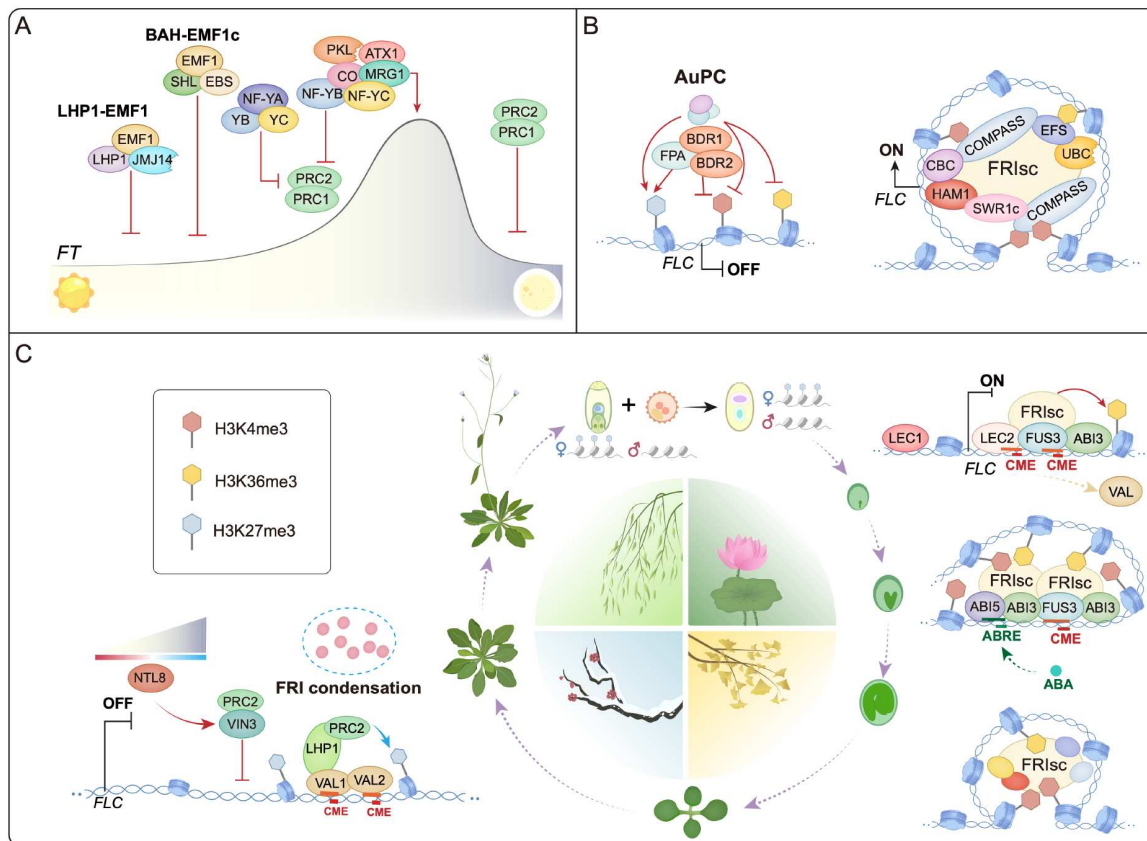 A
BAH-EMF1c
EMF1
SHL
EBS
LHP1-EMF1
EMF1
LHP1
JMJ14
NF-YA
YB
YC
PKL
ATX1
CO
MRG1
NF-YB
NF-YC
PRC2
PRC1
PRC2
PRC1
FT
B
AuPC
BDR1
FPA
BDR2
FLC
OFF
COMPASS
EFS
UBC
ON
CBC
FRIsc
FLC
HAM1
SWR1c
COMPASS
C
H3K4me3
H3K36me3
H3K27me3
+
♀
♂
♀
♂
ON
FRIsc
LEC1
LEC2
FUS3
ABI3
FLC
CME
CME
VAL
FRIsc
FRIsc
ABI5
ABI3
FUS3
ABI3
ABRE
CME
ABA
FRIsc
NTL8
OFF
PRC2
VIN3
FLC
FRI condensation
PRC2
LHP1
VAL1
VAL2
CME
CME